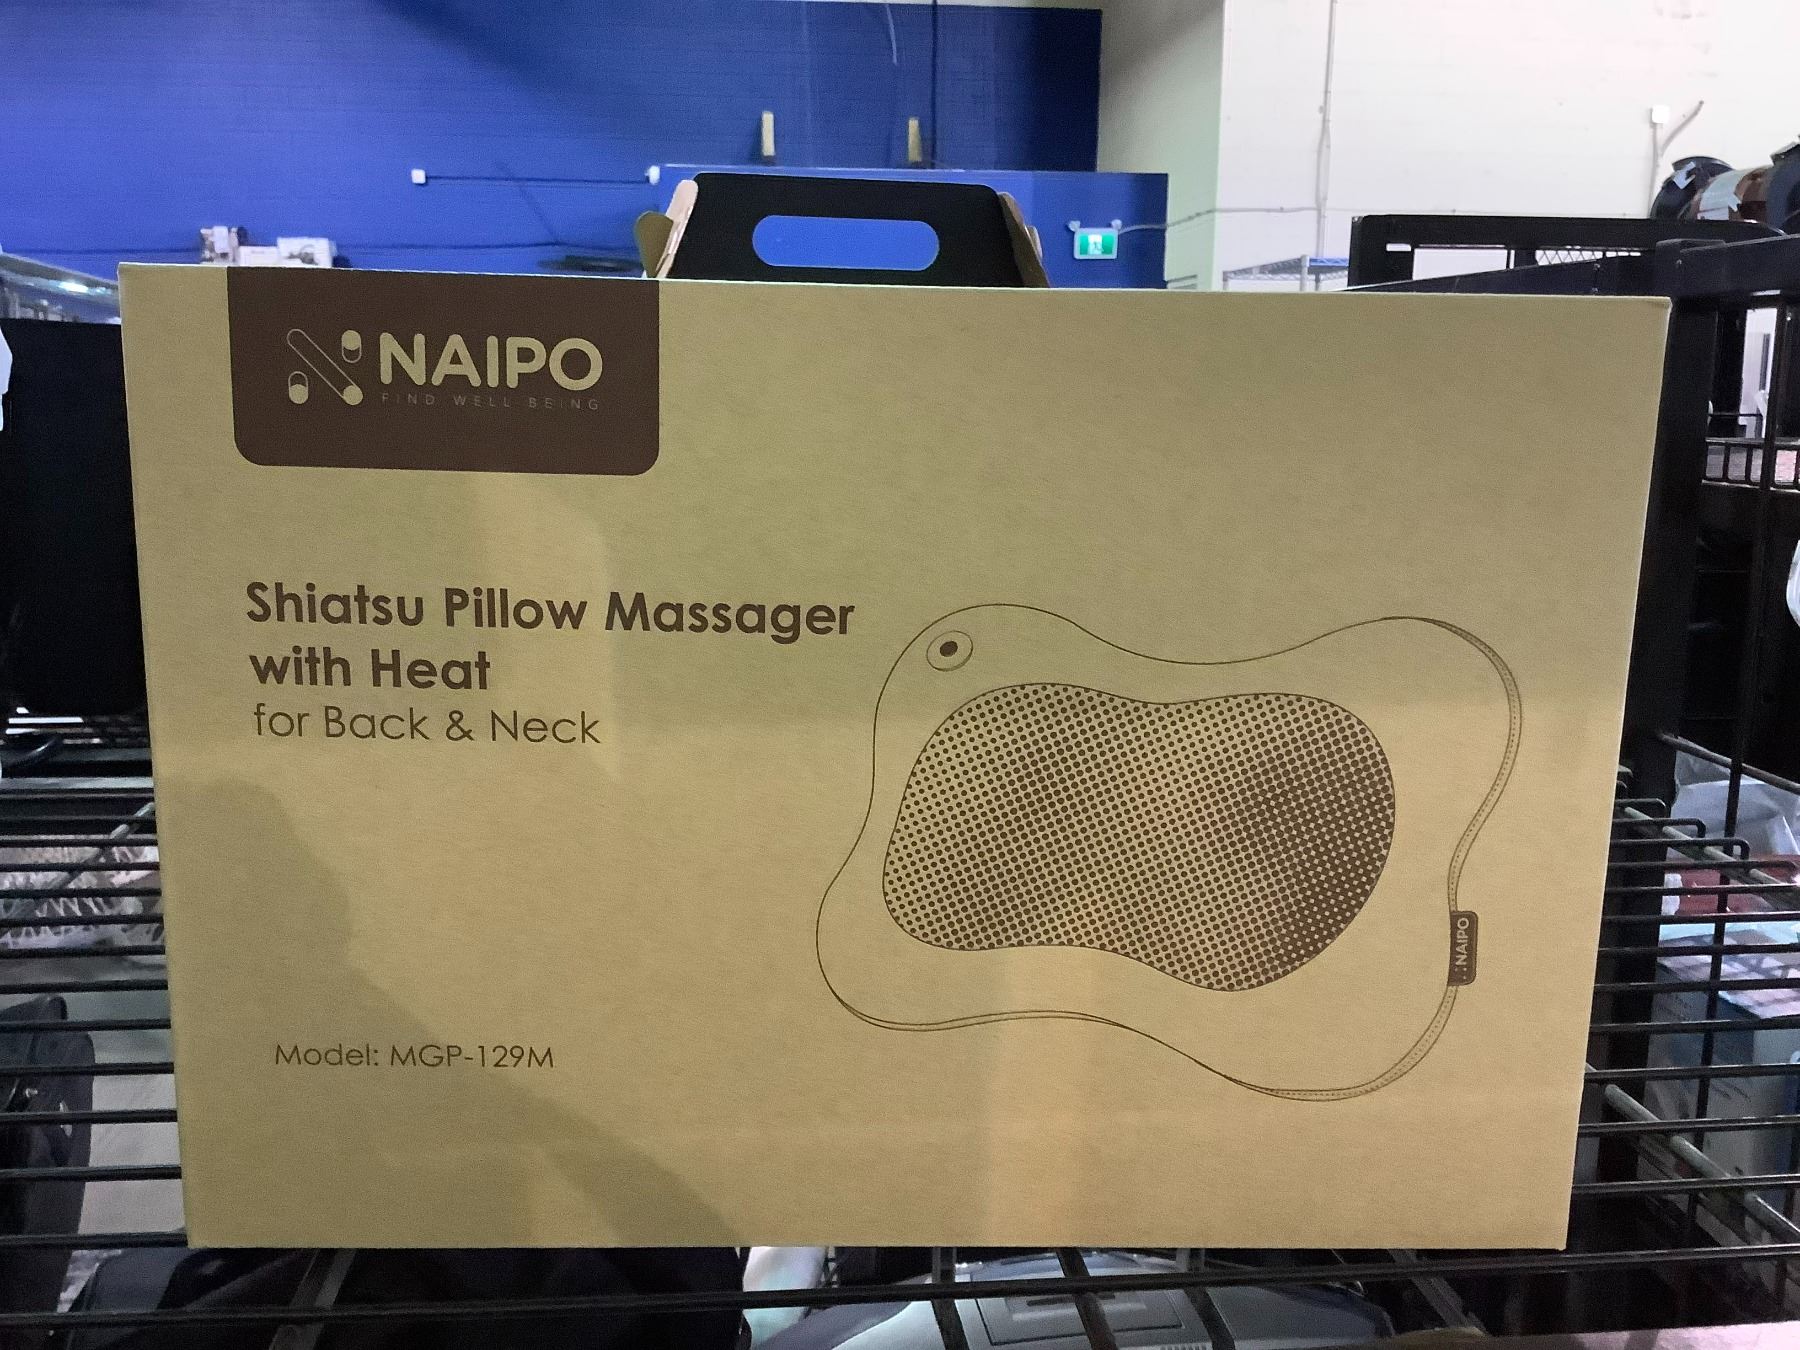 NAIPO
FIND WELL BEING
Shiatsu Pillow Massager
with Heat
for Back & Neck
NAIPO
Model: MGP-129M